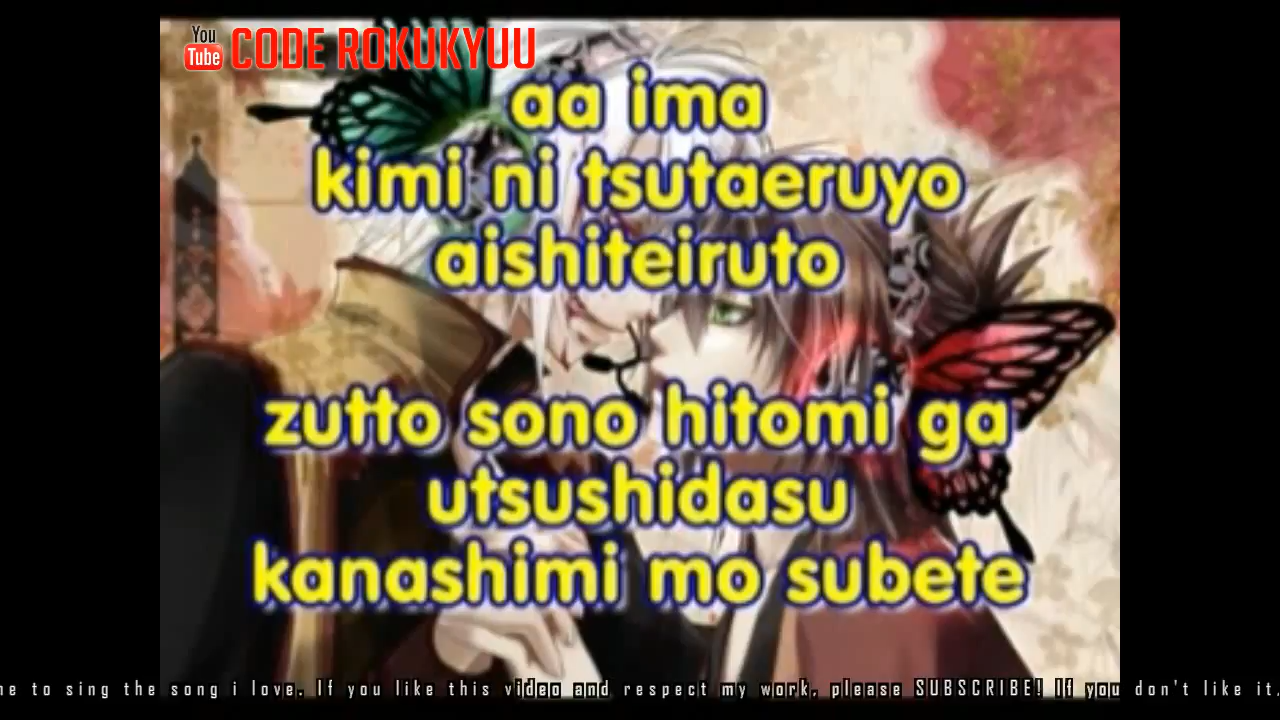 You Tube CODE ROKUKYUU
aa ima
kimi ni tsutaeruyo
aishiteiruto
zutto sono hitomi ga
utsushidasu
kanashimi mo subete
to sing the song i love. If you like this video and respect my work, please SUBSCRIBE! If you don't like it,